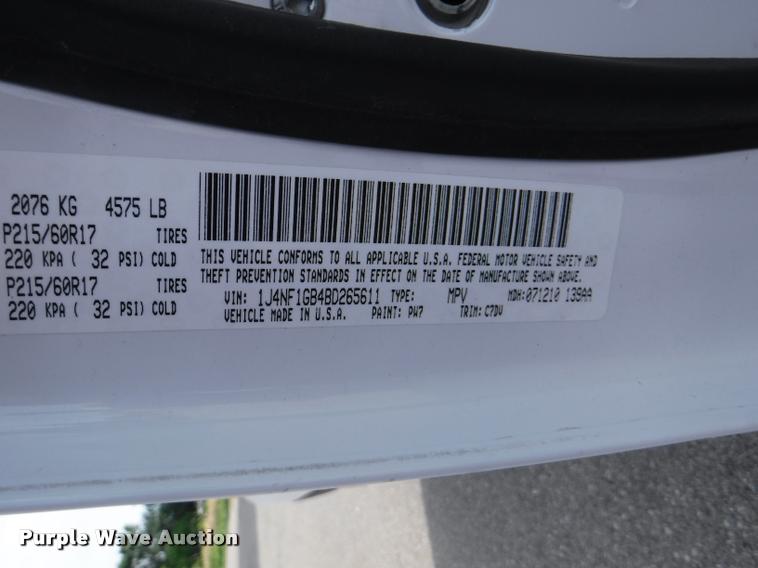 2076 KG 4575 LB
P215/60R17 TIRES
220 KPA ( 32 PSI) COLD
P215/60R17 TIRES
220 KPA ( 32 PSI) COLD
THIS VEHICLE CONFORMS TO ALL APPLICABLE U.S.A. FEDERAL MOTOR VEHICLE SAFETY AND
THEFT PREVENTION STANDARDS IN EFFECT ON THE DATE OF MANUFACTURE SHOWN ABOVE.
VIN: 1J4NF1GB4BD265611 TYPE: MPV MDH:071210 139AA
VEHICLE MADE IN U.S.A. PAINT: PW7 TRIM: C7DV
Purple Wave Auction